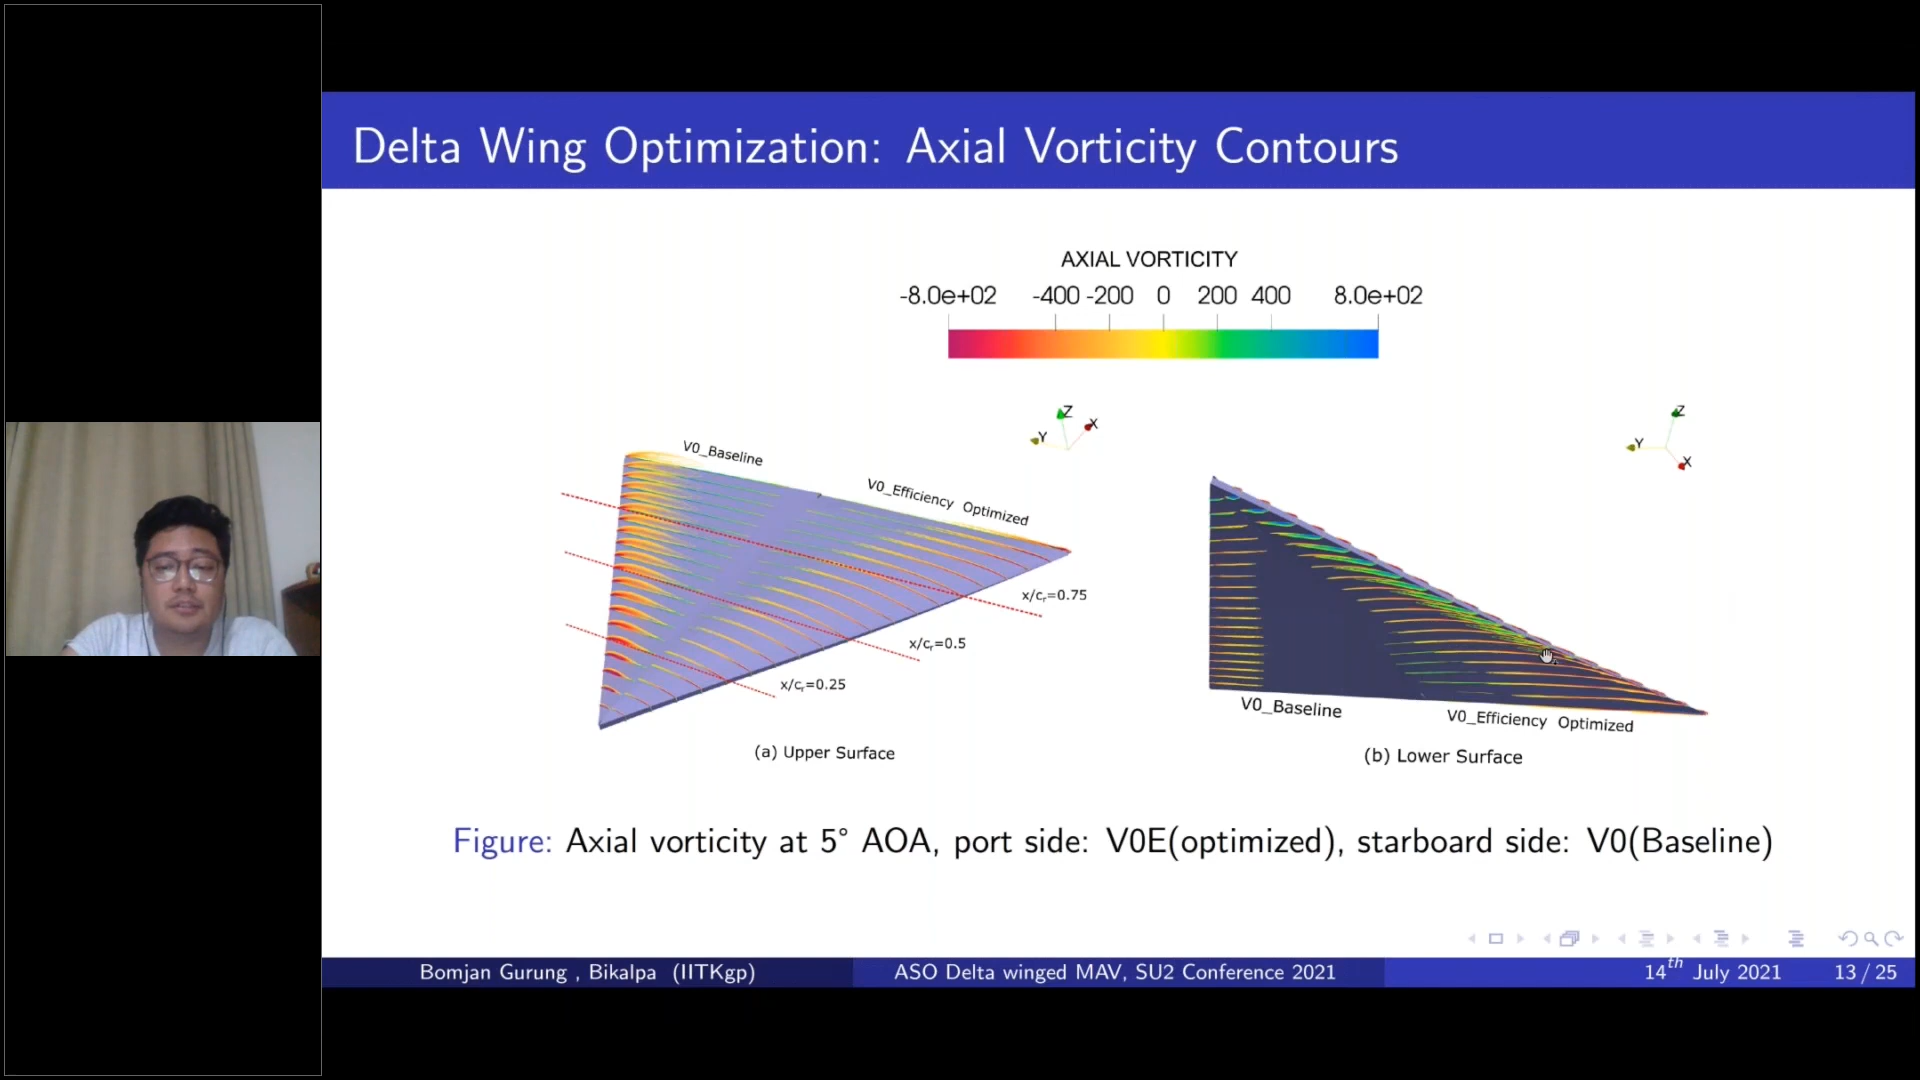 Delta Wing Optimization: Axial Vorticity Contours
AXIAL VORTICITY
-8.0e+02 -400 -200 0 200 400 8.0e+02
Z
Y
X
V0_Baseline
V0_Efficiency Optimized
x/cr=0.75
x/cr=0.5
x/cr=0.25
(a) Upper Surface
Z
Y
X
V0_Baseline
V0_Efficiency Optimized
(b) Lower Surface
Figure: Axial vorticity at 5° AOA, port side: V0E(optimized), starboard side: V0(Baseline)
Bomjan Gurung , Bikalpa (IITKgp)
ASO Delta winged MAV, SU2 Conference 2021
14th July 2021
13 / 25